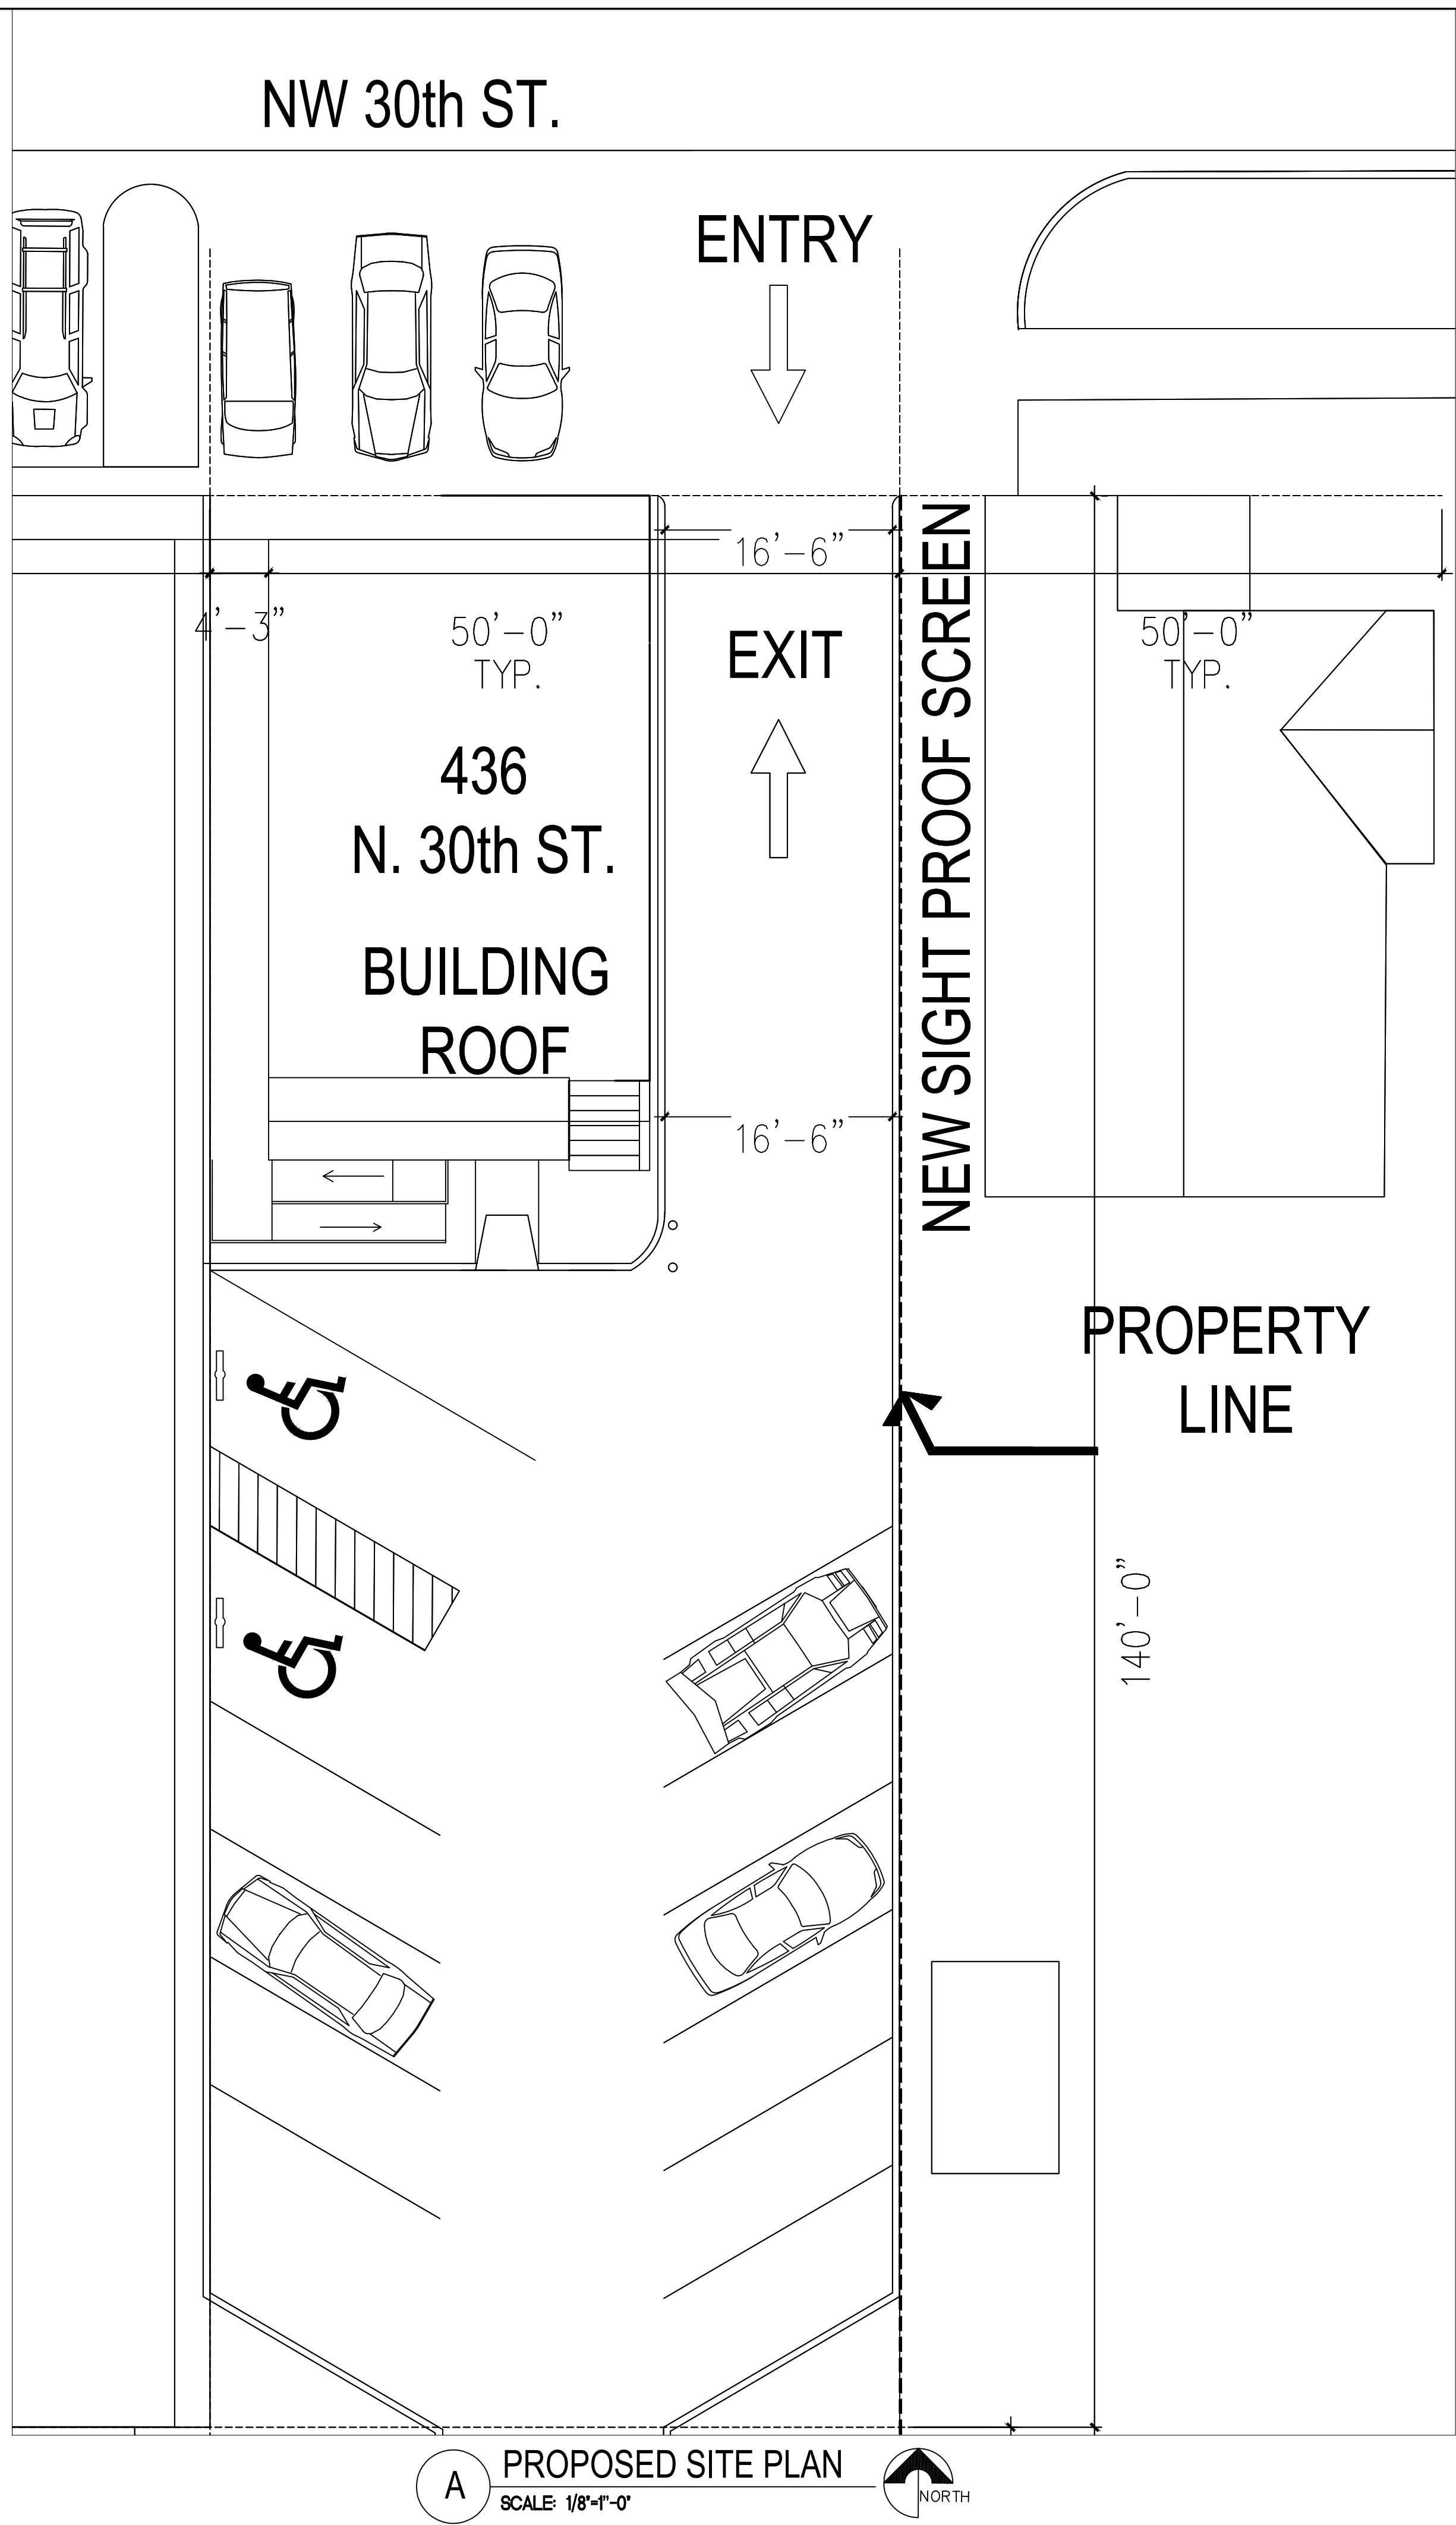 NW 30th ST.
ENTRY
16'-6"
4'-3"
50'-0"
TYP.
EXIT
NEW SIGHT PROOF SCREEN
50'-0"
TYP.
436
N. 30th ST.
BUILDING
ROOF
16'-6"
PROPERTY
LINE
140'-0"
A
PROPOSED SITE PLAN
SCALE: 1/8"=1"-0"
NORTH